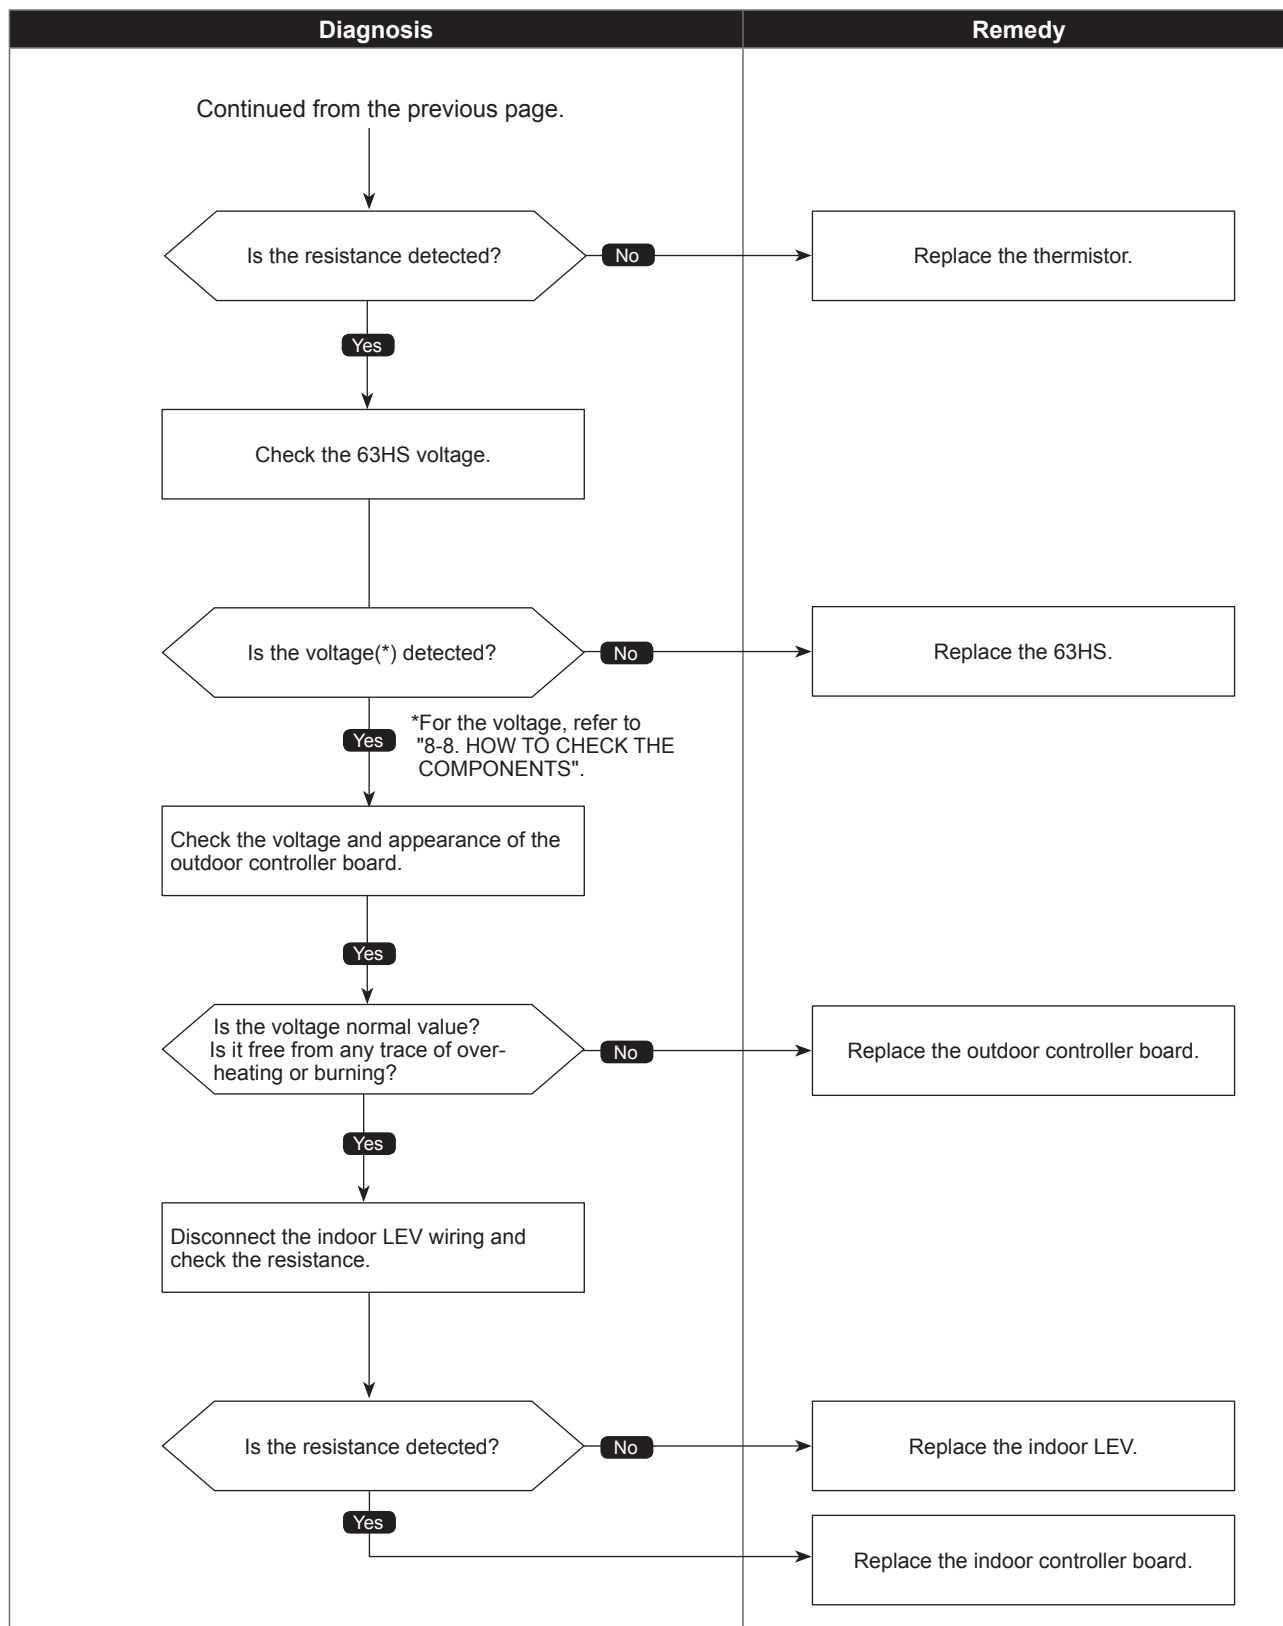 Diagnosis
Remedy
Continued from the previous page.
Is the resistance detected?
No
Replace the thermistor.
Yes
Check the 63HS voltage.
Is the voltage(*) detected?
No
Replace the 63HS.
Yes
*For the voltage, refer to
"8-8. HOW TO CHECK THE
COMPONENTS".
Check the voltage and appearance of the
outdoor controller board.
Yes
Is the voltage normal value?
Is it free from any trace of over-
heating or burning?
No
Replace the outdoor controller board.
Yes
Disconnect the indoor LEV wiring and
check the resistance.
Is the resistance detected?
No
Replace the indoor LEV.
Yes
Replace the indoor controller board.